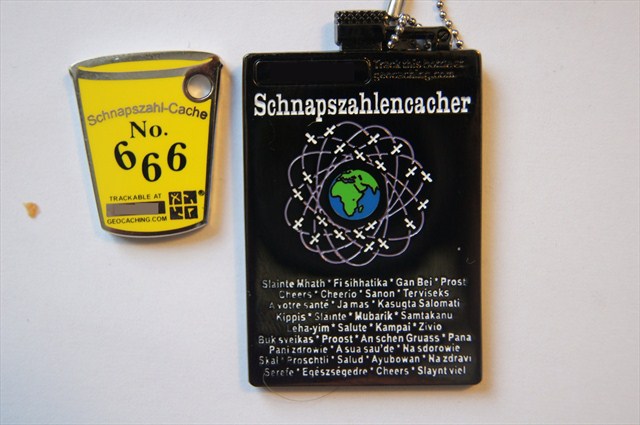 Schnapszahl-Cache
No.
666
TRACKABLE AT
GEOCACHING.COM
Track this bottle at
geocaching.com
Schnapszahlencacher
Slainte Mhath * Fi sihhatika * Gan Bei * Prost
Cheers * Cheerio * Sanon * Terviseks
A votre santé * Ja mas * Kasugta Salomati
Kippis * Slainte * Mubarik * Samtakanu
Leha-yim * Salute * Kampai * Zivio
Buk sveikas * Proost * An schen Gruass * Pana
Pani zdrowie * A sua sau'de * Na sdorowie
Skal * Proschtli * Salud * Ayubowan * Na zdravi
Serefe * Egészségedre * Cheers * Slaynt viel